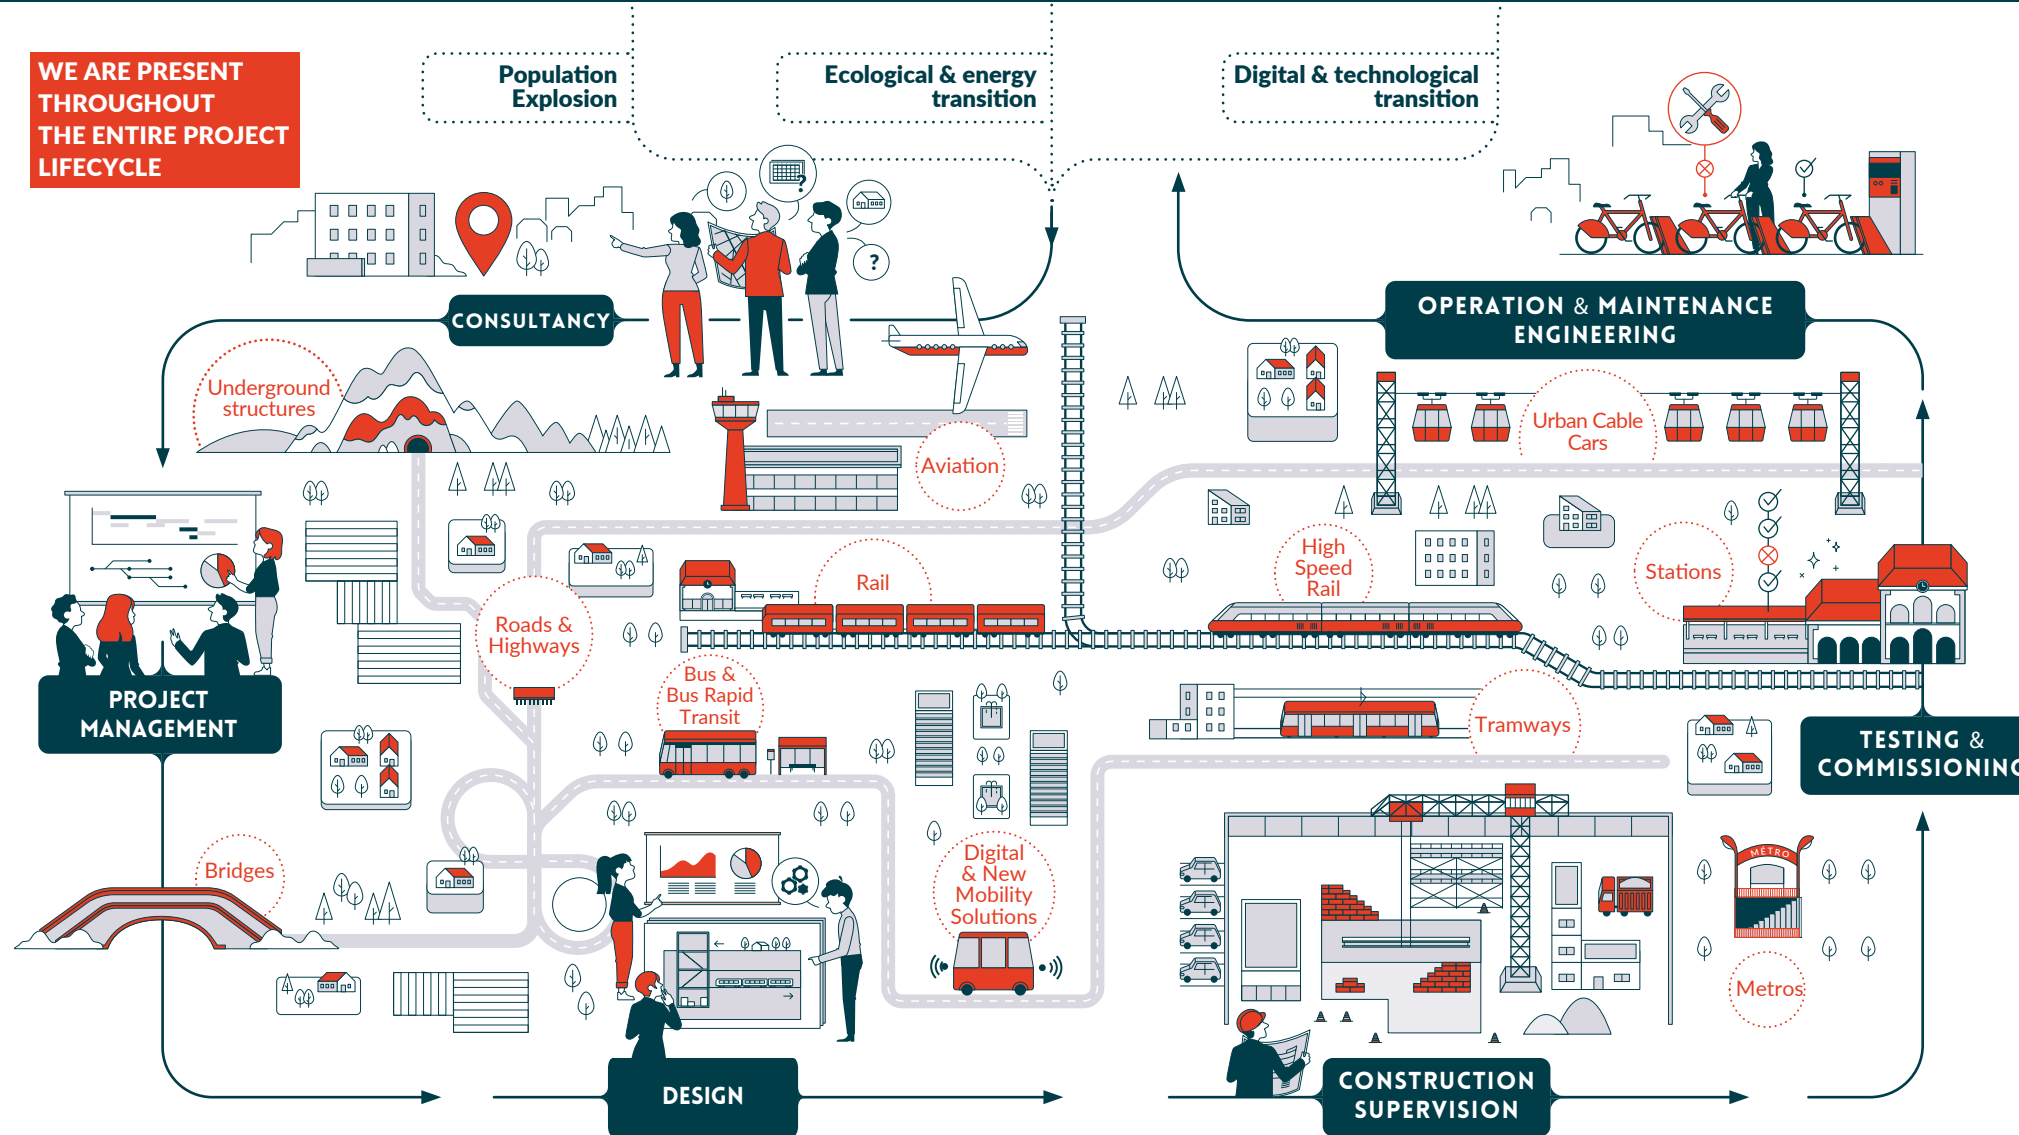 WE ARE PRESENT
THROUGHOUT
THE ENTIRE PROJECT
LIFECYCLE
Population
Explosion
Ecological & energy
transition
Digital & technological
transition
?
?
CONSULTANCY
OPERATION & MAINTENANCE
ENGINEERING
Underground
structures
Urban Cable
Cars
Aviation
Rail
High
Speed
Rail
Stations
Roads &
Highways
Bus &
Bus Rapid
Transit
Tramways
PROJECT
MANAGEMENT
TESTING &
COMMISSIONING
Bridges
Digital
& New
Mobility
Solutions
MÉTRO
Metros
DESIGN
CONSTRUCTION
SUPERVISION